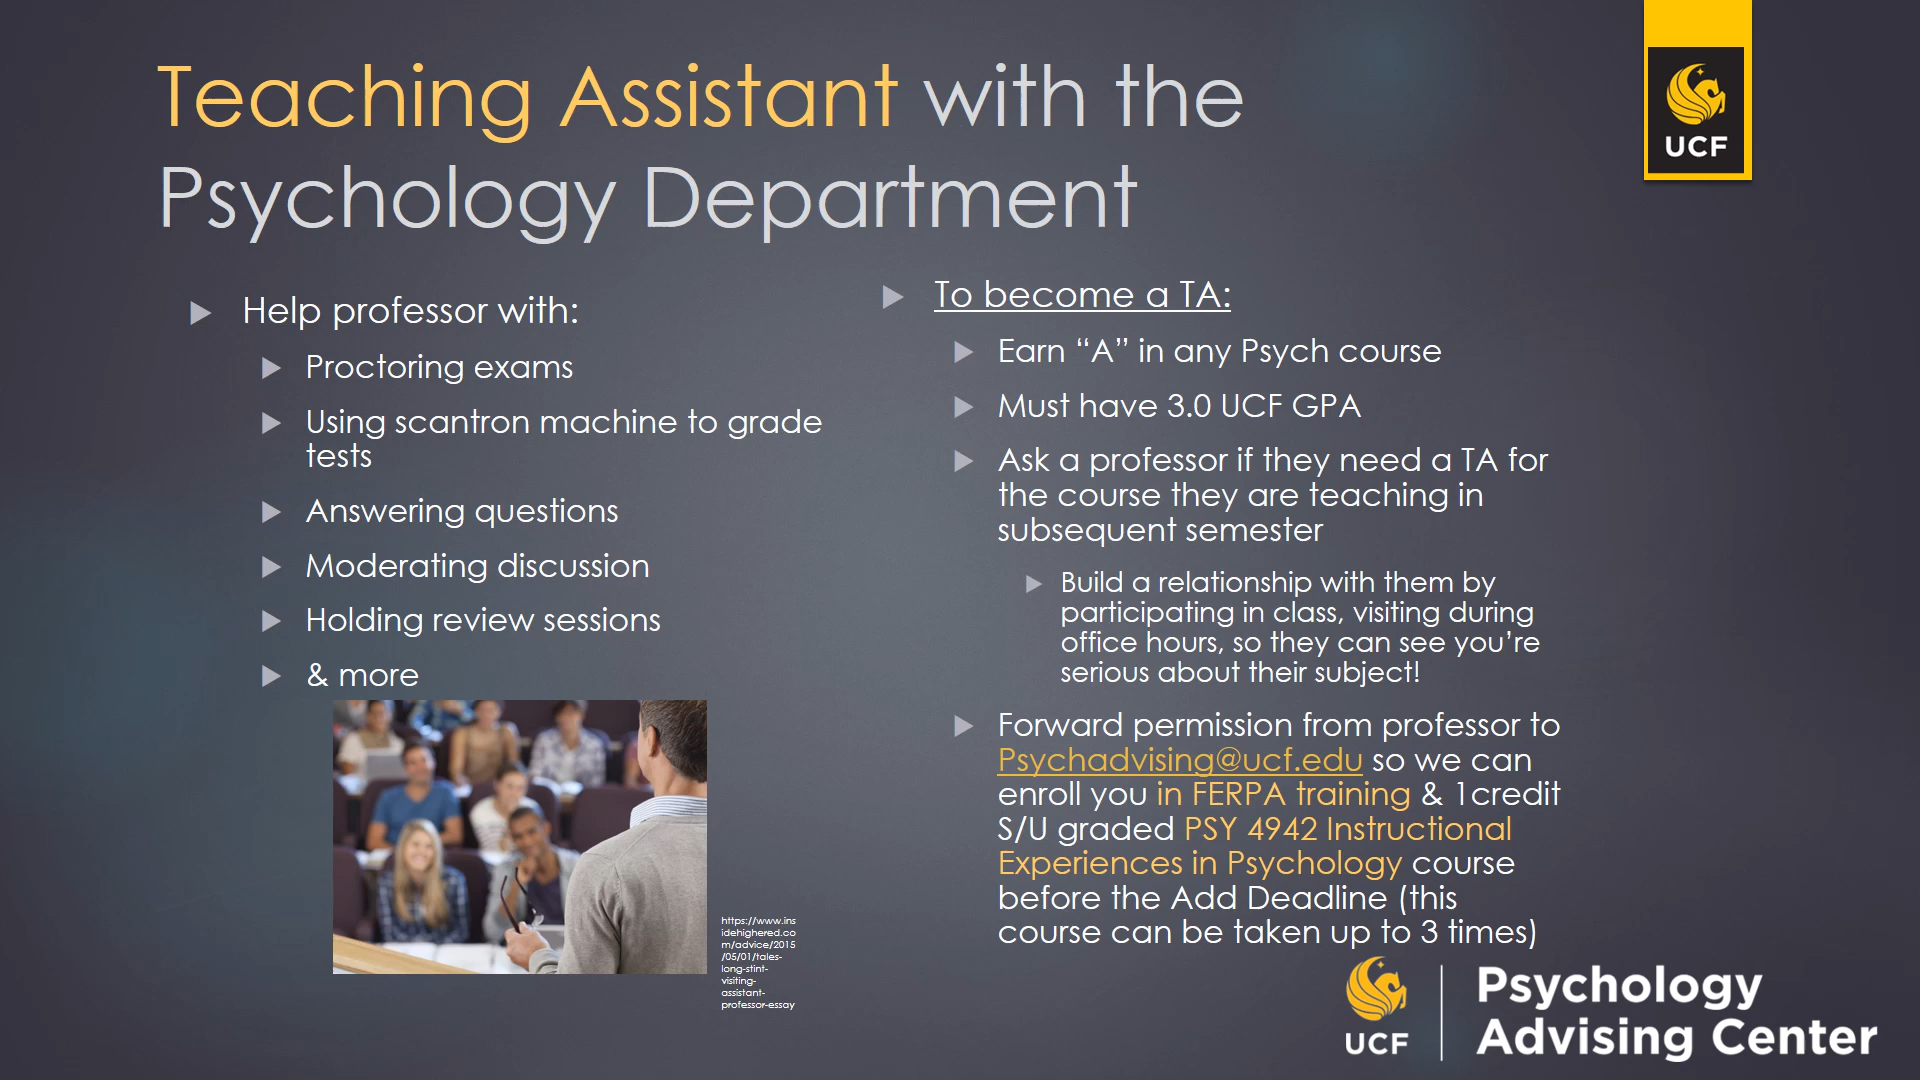 Teaching Assistant with the
Psychology Department
UCF
Help professor with:
Proctoring exams
Using scantron machine to grade
tests
Answering questions
Moderating discussion
Holding review sessions
& more
https://www.ins
idehighered.co
m/advice/2015
/05/01/tales-
long-stint-
visiting-
assistant-
professor-essay
To become a TA:
Earn “A” in any Psych course
Must have 3.0 UCF GPA
Ask a professor if they need a TA for
the course they are teaching in
subsequent semester
Build a relationship with them by
participating in class, visiting during
office hours, so they can see you’re
serious about their subject!
Forward permission from professor to
Psychadvising@ucf.edu so we can
enroll you in FERPA training & 1credit
S/U graded PSY 4942 Instructional
Experiences in Psychology course
before the Add Deadline (this
course can be taken up to 3 times)
UCF
Psychology
Advising Center